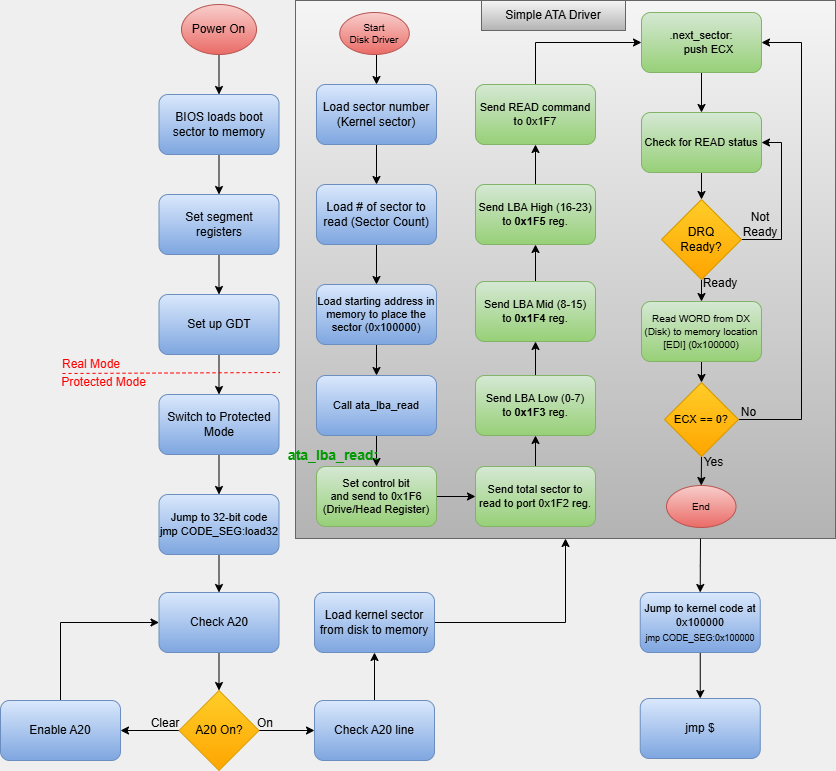 Power On
BIOS loads boot
sector to memory
Set segment
registers
Set up GDT
Real Mode
Protected Mode
Switch to Protected
Mode
Jump to 32-bit code
jmp CODE_SEG:load32
Check A20
A20 On?
Clear
On
Enable A20
Check A20 line
Load kernel sector
from disk to memory
Simple ATA Driver
Start
Disk Driver
Load sector number
(Kernel sector)
Load # of sector to
read (Sector Count)
Load starting address in
memory to place the
sector (0x100000)
Call ata_lba_read
ata_lba_read:
Set control bit
and send to 0x1F6
(Drive/Head Register)
Send total sector to
read to port 0x1F2 reg.
Send LBA Low (0-7)
to 0x1F3 reg.
Send LBA Mid (8-15)
to 0x1F4 reg.
Send LBA High (16-23)
to 0x1F5 reg.
Send READ command
to 0x1F7
.next_sector:
push ECX
Check for READ status
DRQ
Ready?
Not
Ready
Ready
Read WORD from DX
(Disk) to memory location
[EDI] (0x100000)
ECX == 0?
No
Yes
End
Jump to kernel code at
0x100000
jmp CODE_SEG:0x100000
jmp $